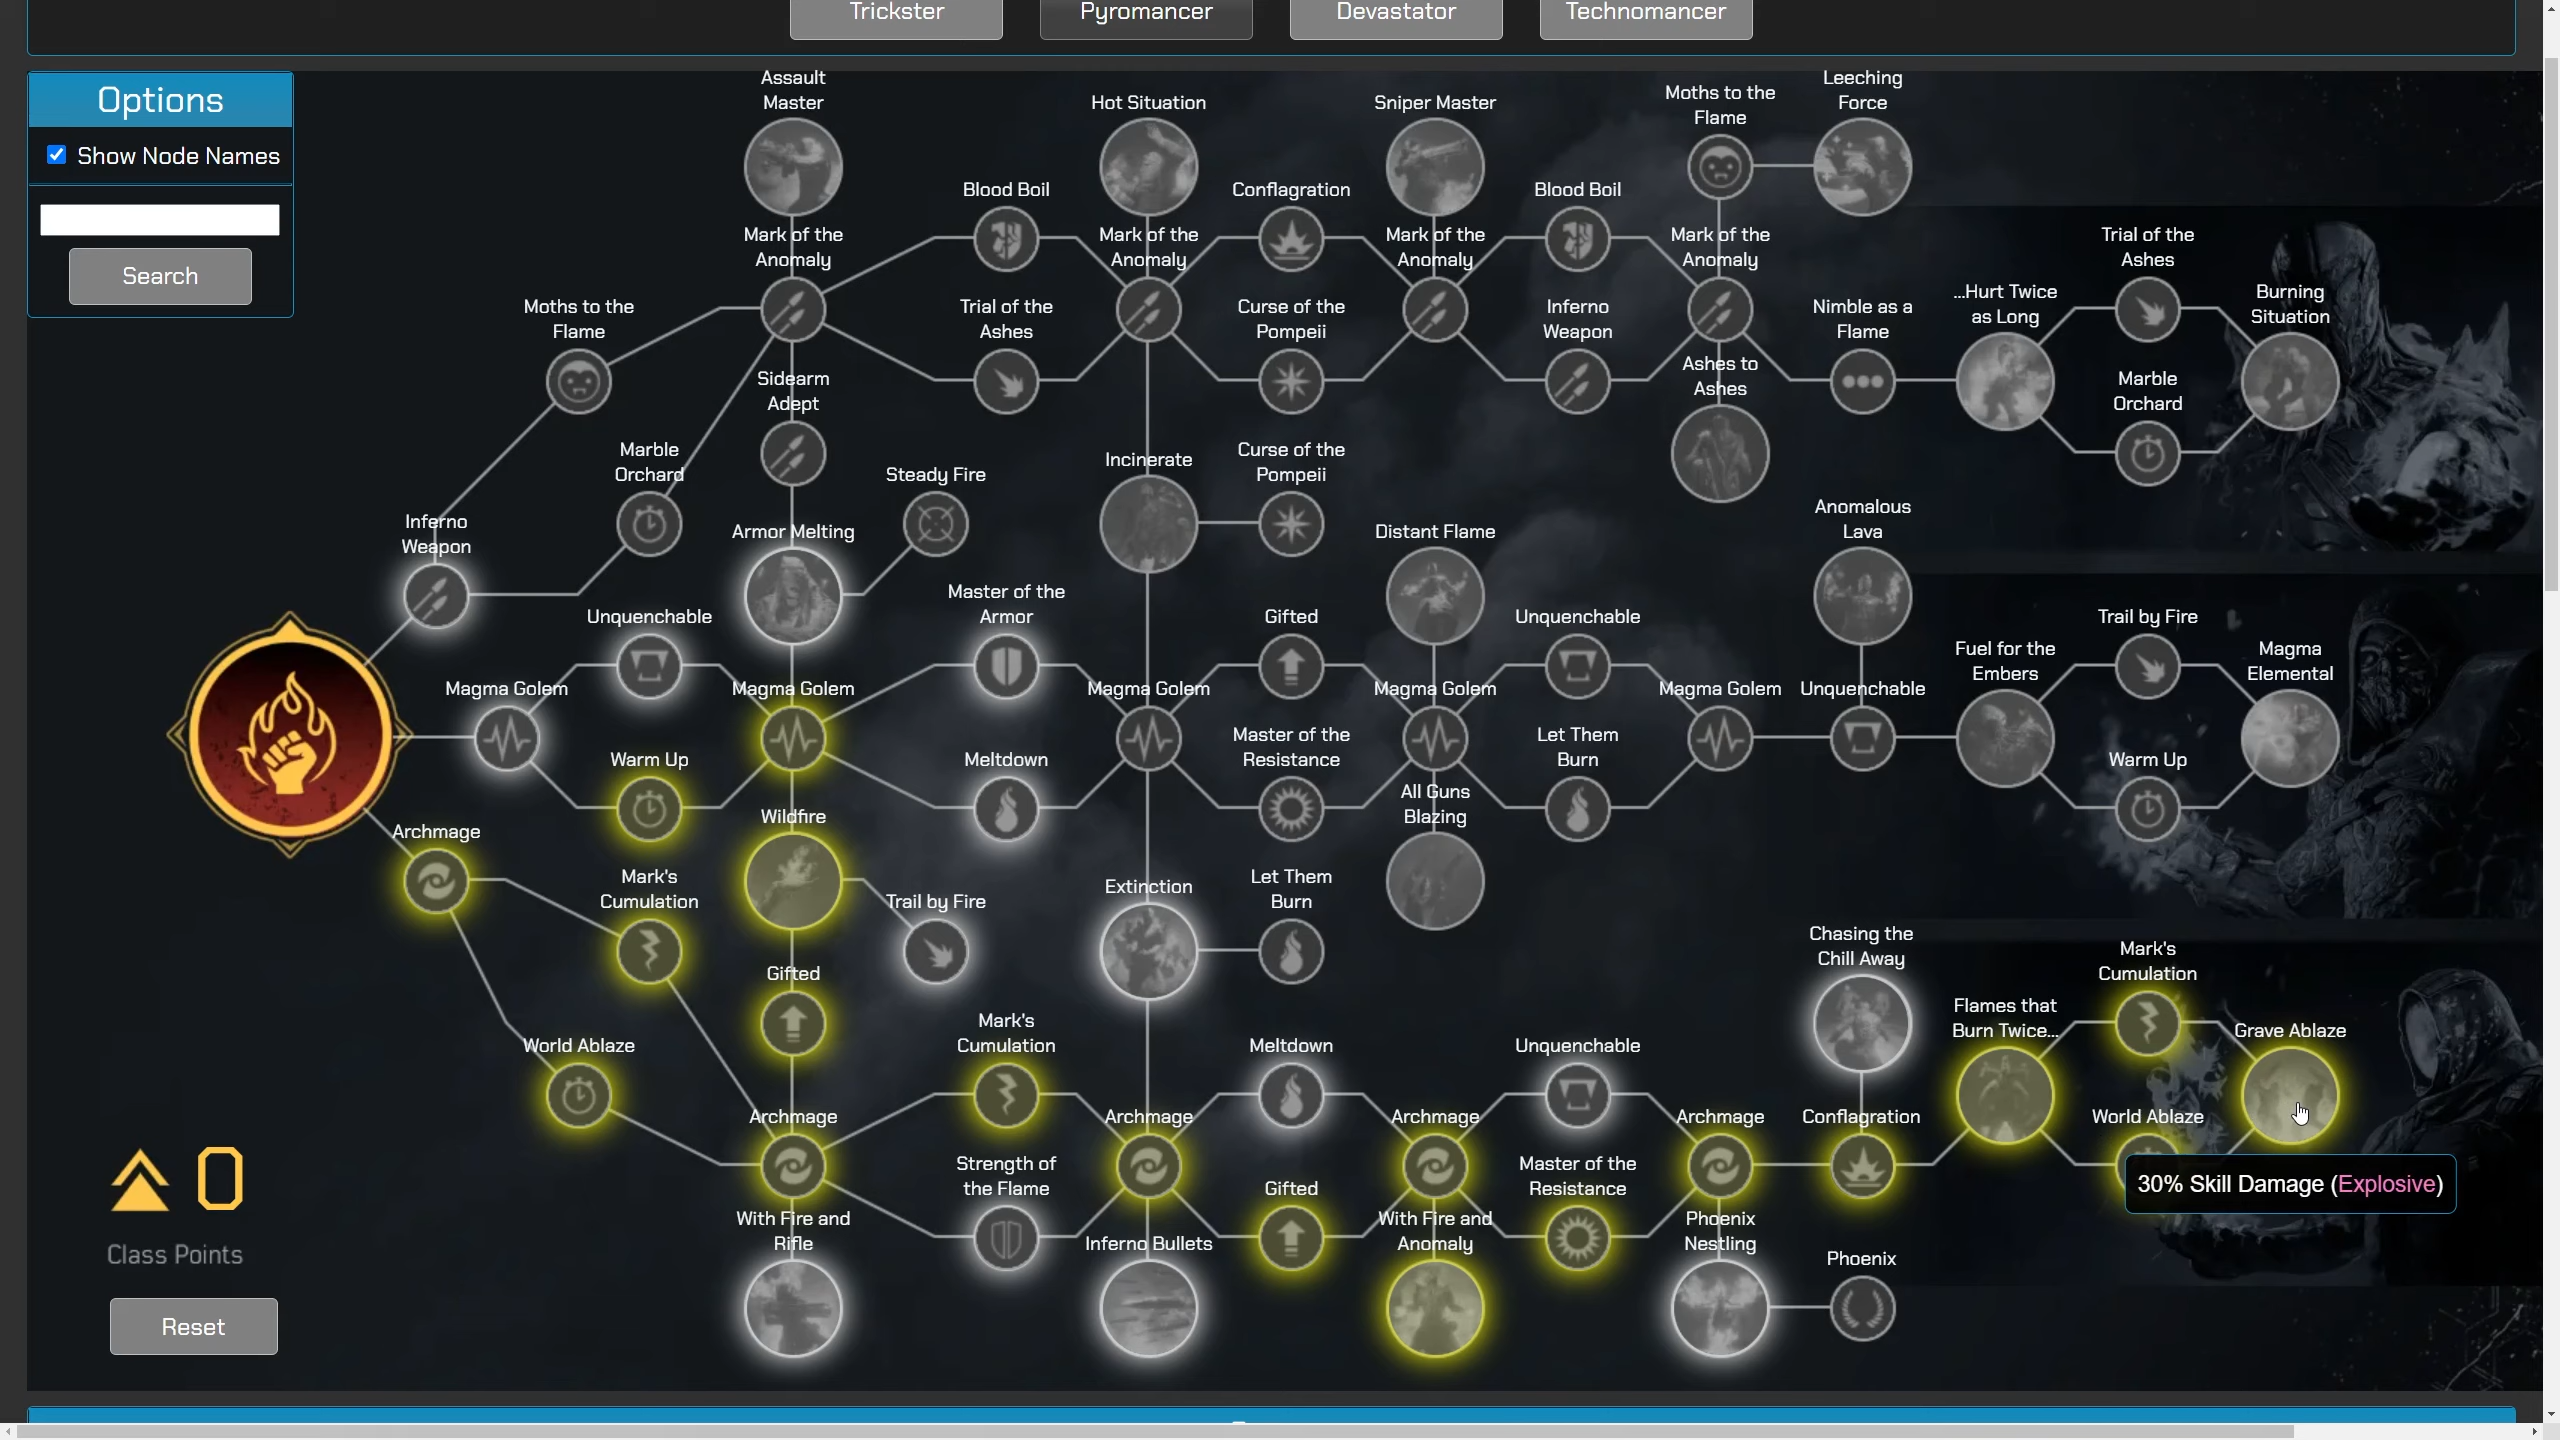 Trickster
Pyromancer
Devastator
Technomancer
Options
Show Node Names
Search
Assault
Master
Hot Situation
Sniper Master
Moths to the
Flame
Leeching
Force
Blood Boil
Conflagration
Blood Boil
Mark of the
Anomaly
Mark of the
Anomaly
Mark of the
Anomaly
Mark of the
Anomaly
Trial of the
Ashes
Moths to the
Flame
Trial of the
Ashes
Curse of the
Pompeii
Inferno
Weapon
Nimble as a
Flame
...Hurt Twice
as Long
Burning
Situation
Sidearm
Adept
Ashes to
Ashes
Marble
Orchard
Marble
Orchard
Steady Fire
Incinerate
Curse of the
Pompeii
Inferno
Weapon
Armor Melting
Distant Flame
Anomalous
Lava
Unquenchable
Master of the
Armor
Gifted
Unquenchable
Trail by Fire
Magma Golem
Magma Golem
Magma Golem
Magma Golem
Magma Golem
Unquenchable
Fuel for the
Embers
Magma
Elemental
Warm Up
Meltdown
Master of the
Resistance
Let Them
Burn
Warm Up
Archmage
Wildfire
All Guns
Blazing
Mark's
Cumulation
Trail by Fire
Extinction
Let Them
Burn
Chasing the
Chill Away
Mark's
Cumulation
Gifted
Flames that
Burn Twice...
Grave Ablaze
World Ablaze
Mark's
Cumulation
Meltdown
Unquenchable
Archmage
Archmage
Archmage
Archmage
Conflagration
World Ablaze
Strength of
the Flame
Gifted
Master of the
Resistance
30% Skill Damage (Explosive)
With Fire and
Rifle
Inferno Bullets
With Fire and
Anomaly
Phoenix
Nestling
Phoenix
0
Class Points
Reset